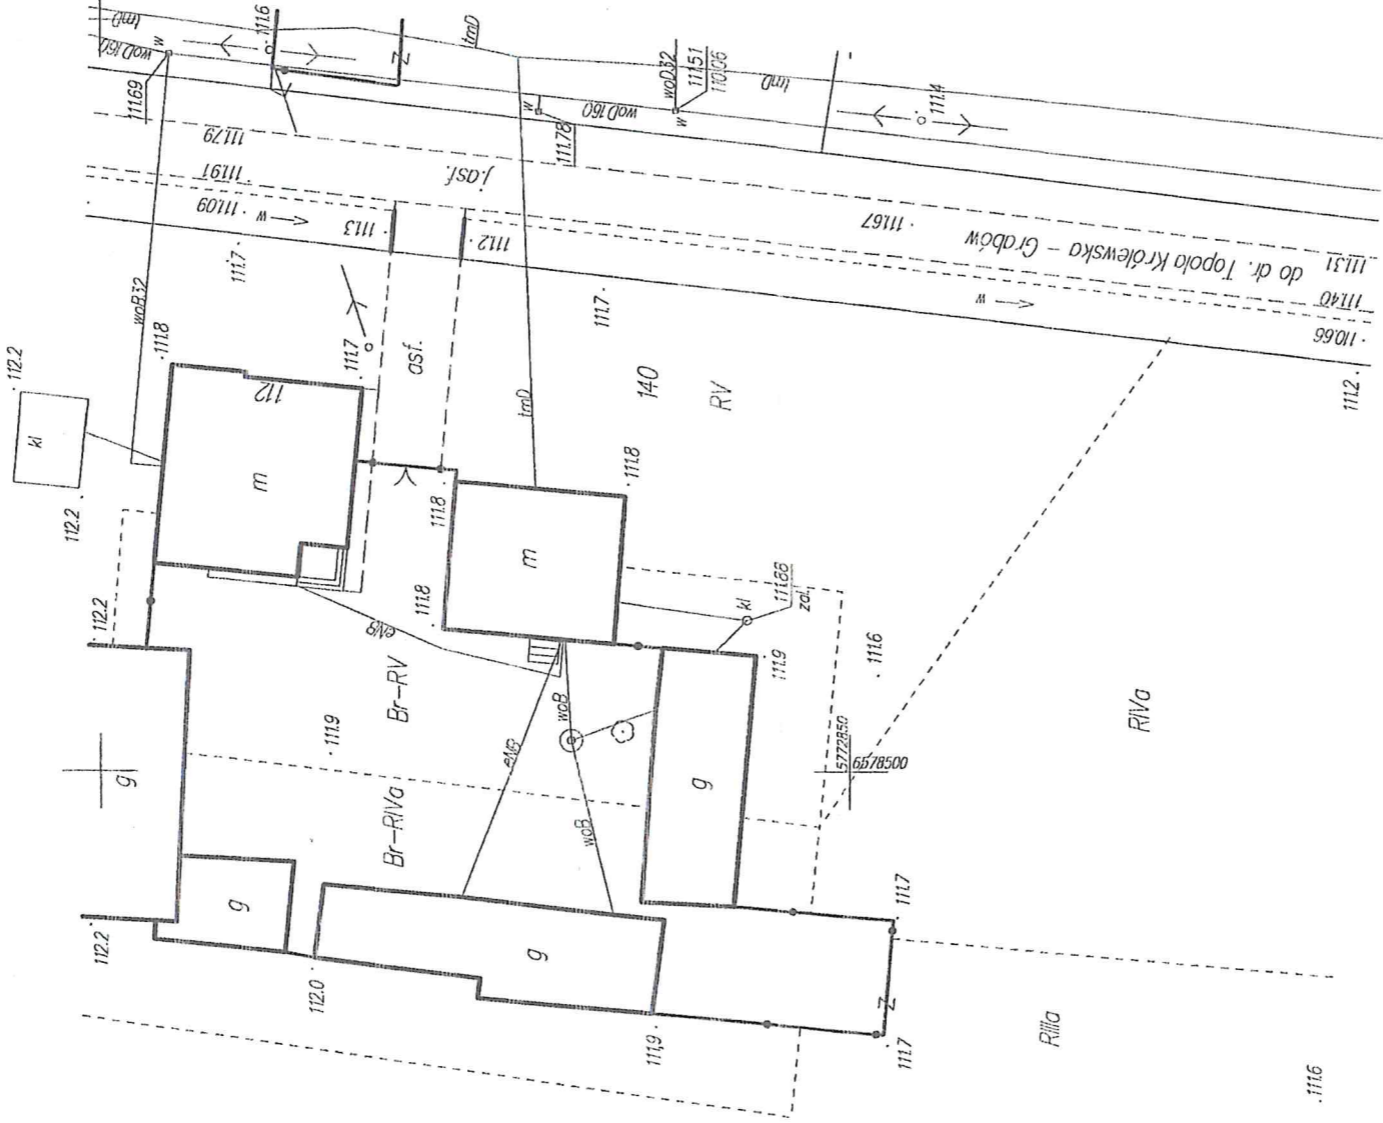 tmD
111.6
woD160
w
111.69
tmD
Z
woD32
111.51
110.06
w
tmD
111.4
111.79
111.91
111.09
w
w
woD160
111.78
j.asf.
111.3
111.2
111.67
do dr. Topola Królewska - Grabów
111.31
111.40
110.66
w
111.7
woB32
111.8
111.7
asf.
111.7
112.2
kl
112.2
112
m
tmD
140
RV
111.2
111.8
111.8
m
111.8
112.2
eNB
111.88
zał.
kl
111.9
111.6
Br-RV
111.9
eNB
woB
g
g
5772850
6578500
RIVa
Br-RIVa
woB
g
112.2
112.0
g
111.7
Z
111.9
111.7
RIIIa
111.6